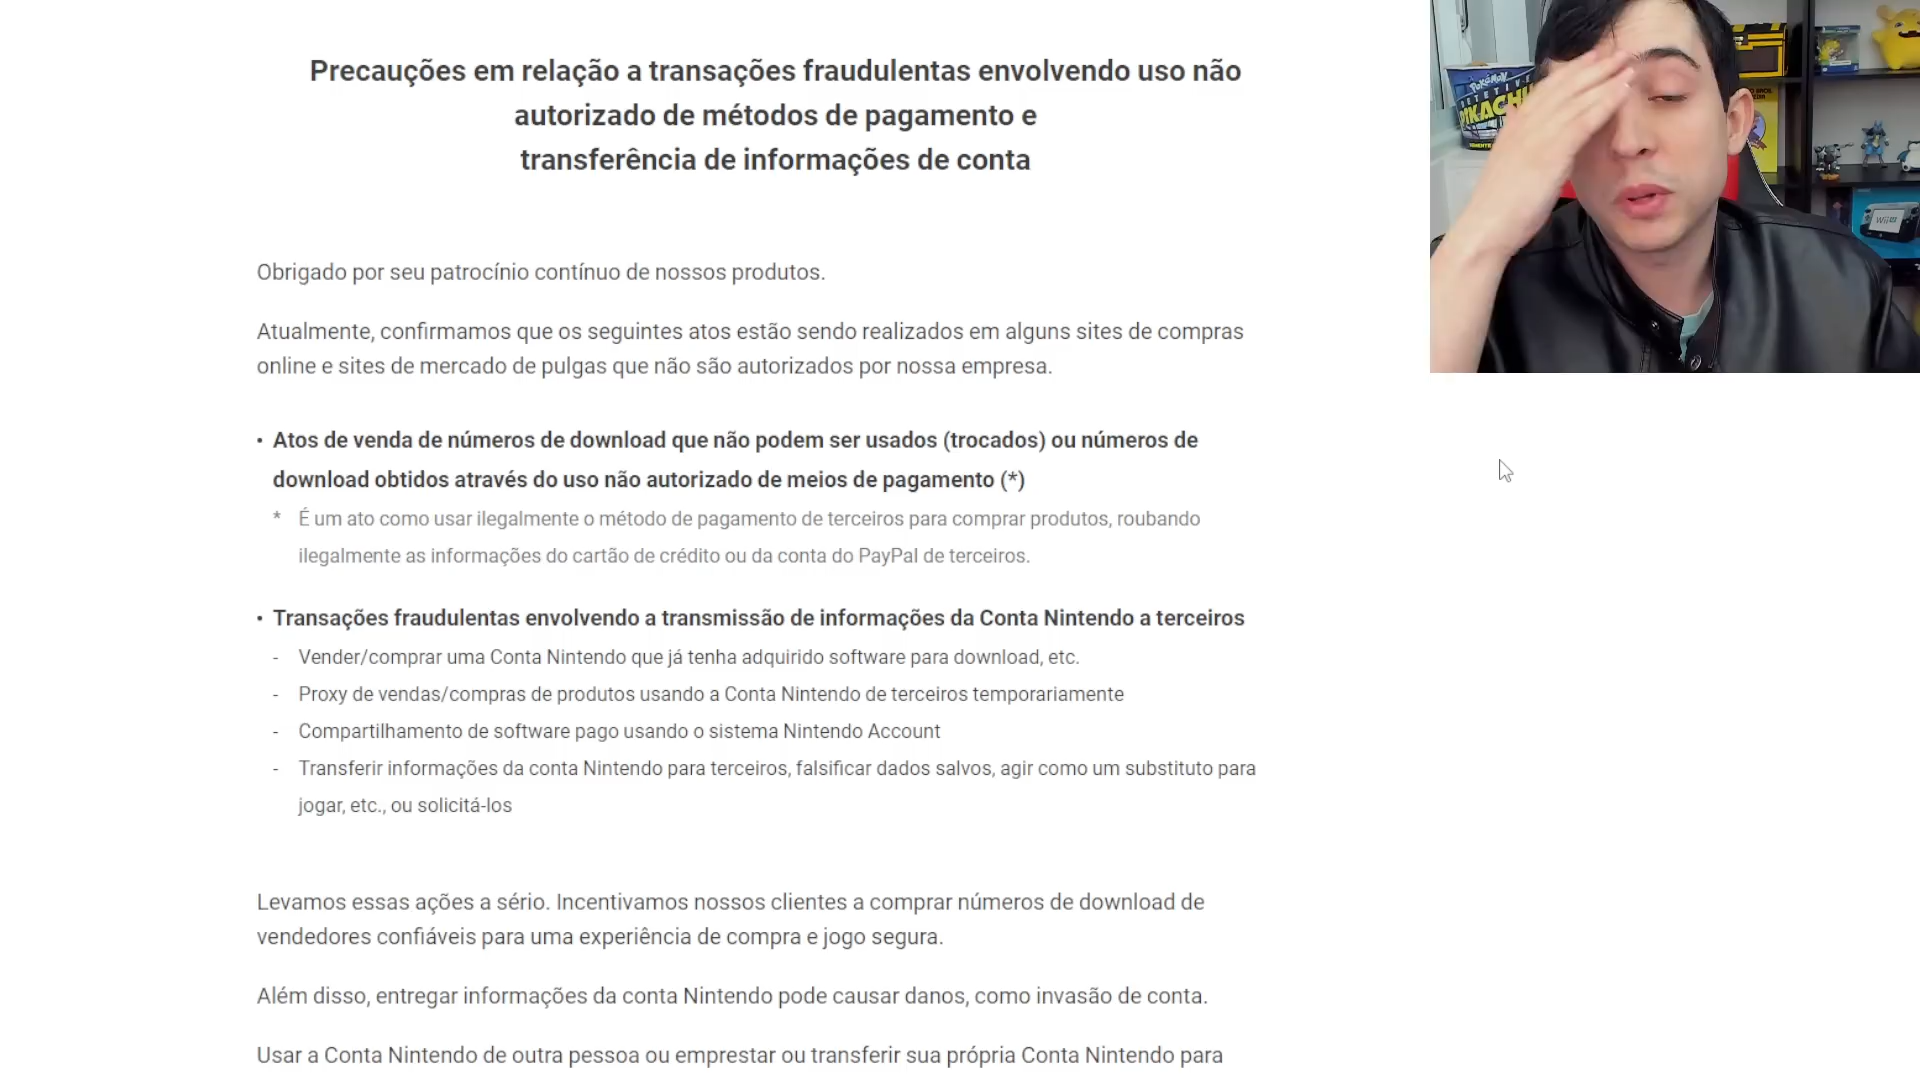 Precauções em relação a transações fraudulentas envolvendo uso não
autorizado de métodos de pagamento e
transferência de informações de conta
Obrigado por seu patrocínio contínuo de nossos produtos.
Atualmente, confirmamos que os seguintes atos estão sendo realizados em alguns sites de compras
online e sites de mercado de pulgas que não são autorizados por nossa empresa.
• Atos de venda de números de download que não podem ser usados (trocados) ou números de
download obtidos através do uso não autorizado de meios de pagamento (*)
* É um ato como usar ilegalmente o método de pagamento de terceiros para comprar produtos, roubando
ilegalmente as informações do cartão de crédito ou da conta do PayPal de terceiros.
• Transações fraudulentas envolvendo a transmissão de informações da Conta Nintendo a terceiros
- Vender/comprar uma Conta Nintendo que já tenha adquirido software para download, etc.
- Proxy de vendas/compras de produtos usando a Conta Nintendo de terceiros temporariamente
- Compartilhamento de software pago usando o sistema Nintendo Account
- Transferir informações da conta Nintendo para terceiros, falsificar dados salvos, agir como um substituto para
jogar, etc., ou solicitá-los
Levamos essas ações a sério. Incentivamos nossos clientes a comprar números de download de
vendedores confiáveis para uma experiência de compra e jogo segura.
Além disso, entregar informações da conta Nintendo pode causar danos, como invasão de conta.
Usar a Conta Nintendo de outra pessoa ou emprestar ou transferir sua própria Conta Nintendo para
POKÉMON
DETETIVE
PIKACHU
Wii U